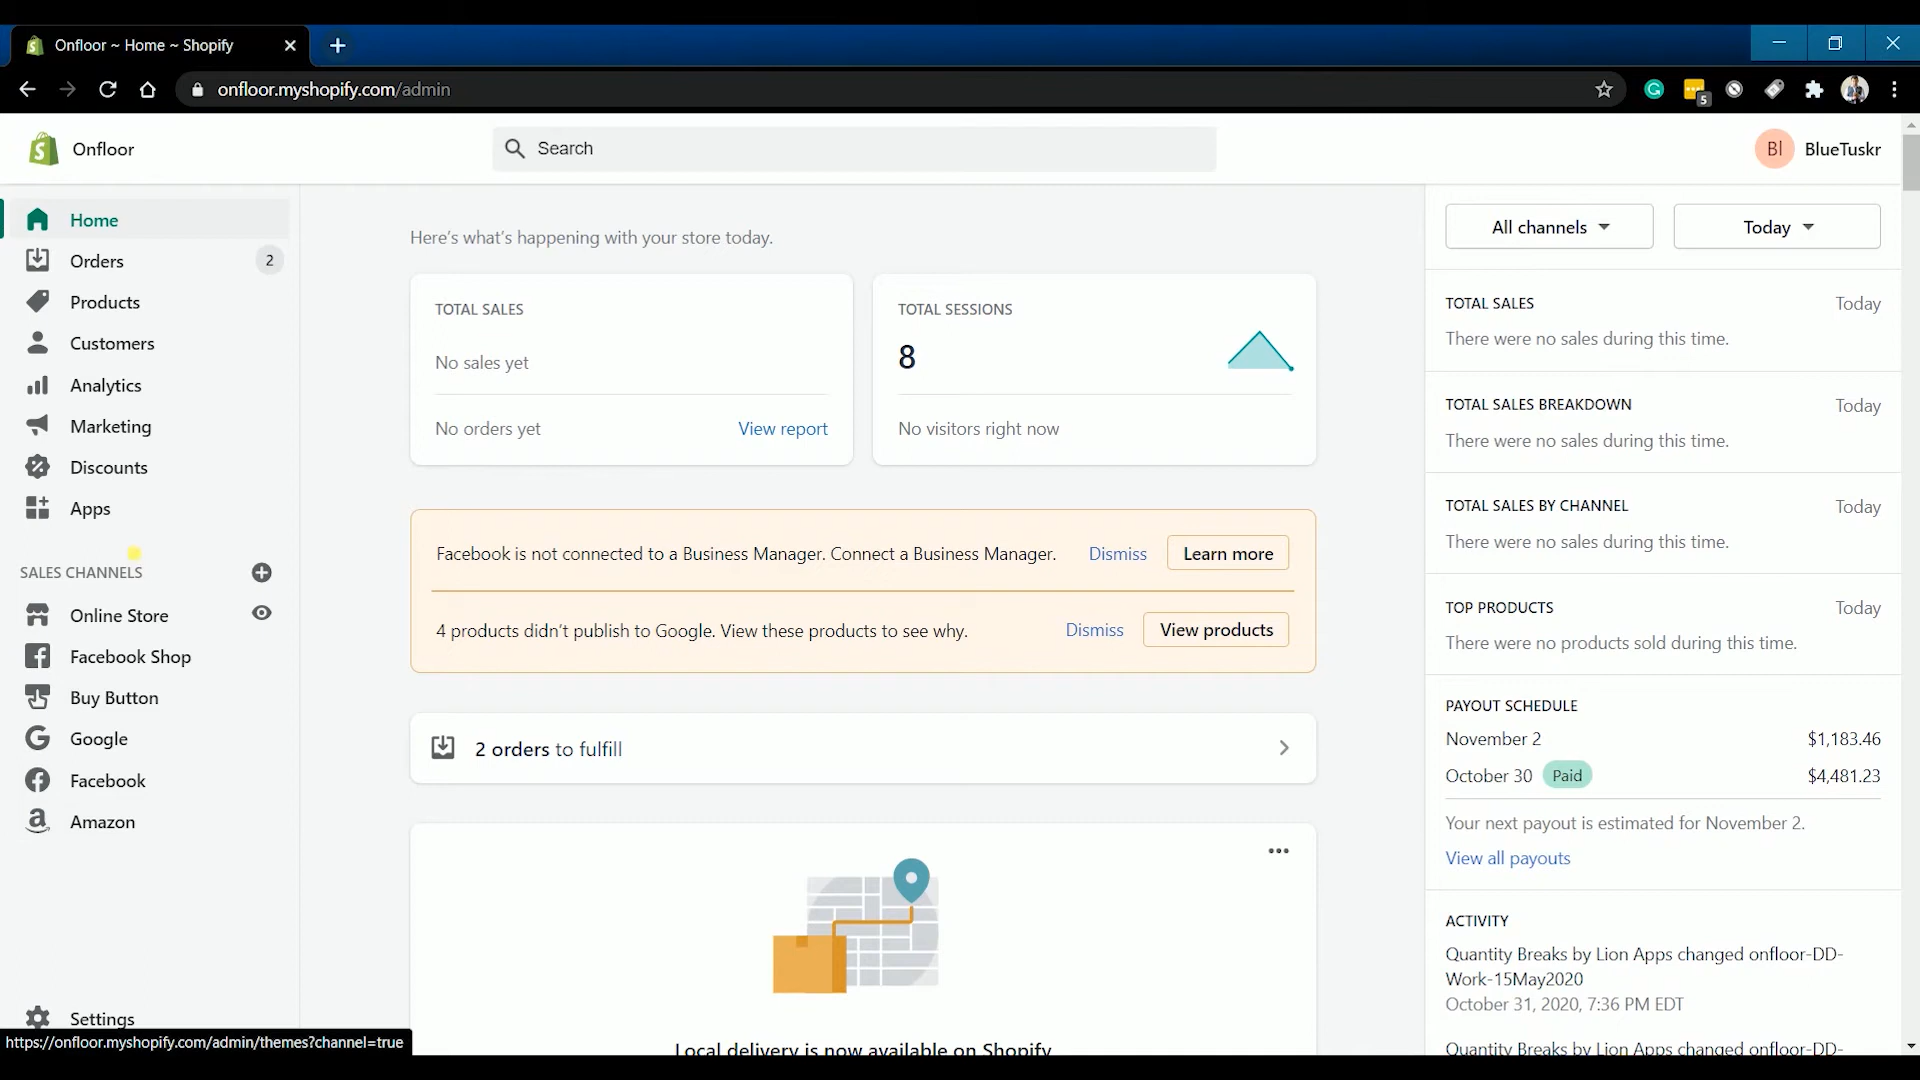 Onfloor ~ Home ~ Shopify
onfloor.myshopify.com/admin
5
Onfloor
Search
BI
BlueTuskr
Home
Orders
2
Products
Customers
Analytics
Marketing
Discounts
Apps
SALES CHANNELS
Online Store
Facebook Shop
Buy Button
Google
Facebook
Amazon
Settings
https://onfloor.myshopify.com/admin/themes?channel=true
Here's what's happening with your store today.
TOTAL SALES
No sales yet
No orders yet
View report
TOTAL SESSIONS
8
No visitors right now
Facebook is not connected to a Business Manager. Connect a Business Manager.
Dismiss
Learn more
4 products didn't publish to Google. View these products to see why.
Dismiss
View products
2 orders to fulfill
Local delivery is now available on Shopify
All channels
Today
TOTAL SALES
Today
There were no sales during this time.
TOTAL SALES BREAKDOWN
Today
There were no sales during this time.
TOTAL SALES BY CHANNEL
Today
There were no sales during this time.
TOP PRODUCTS
Today
There were no products sold during this time.
PAYOUT SCHEDULE
November 2
$1,183.46
October 30
Paid
$4,481.23
Your next payout is estimated for November 2.
View all payouts
ACTIVITY
Quantity Breaks by Lion Apps changed onfloor-DD-
Work-15May2020
October 31, 2020, 7:36 PM EDT
Quantity Breaks by Lion Apps changed onfloor-DD-